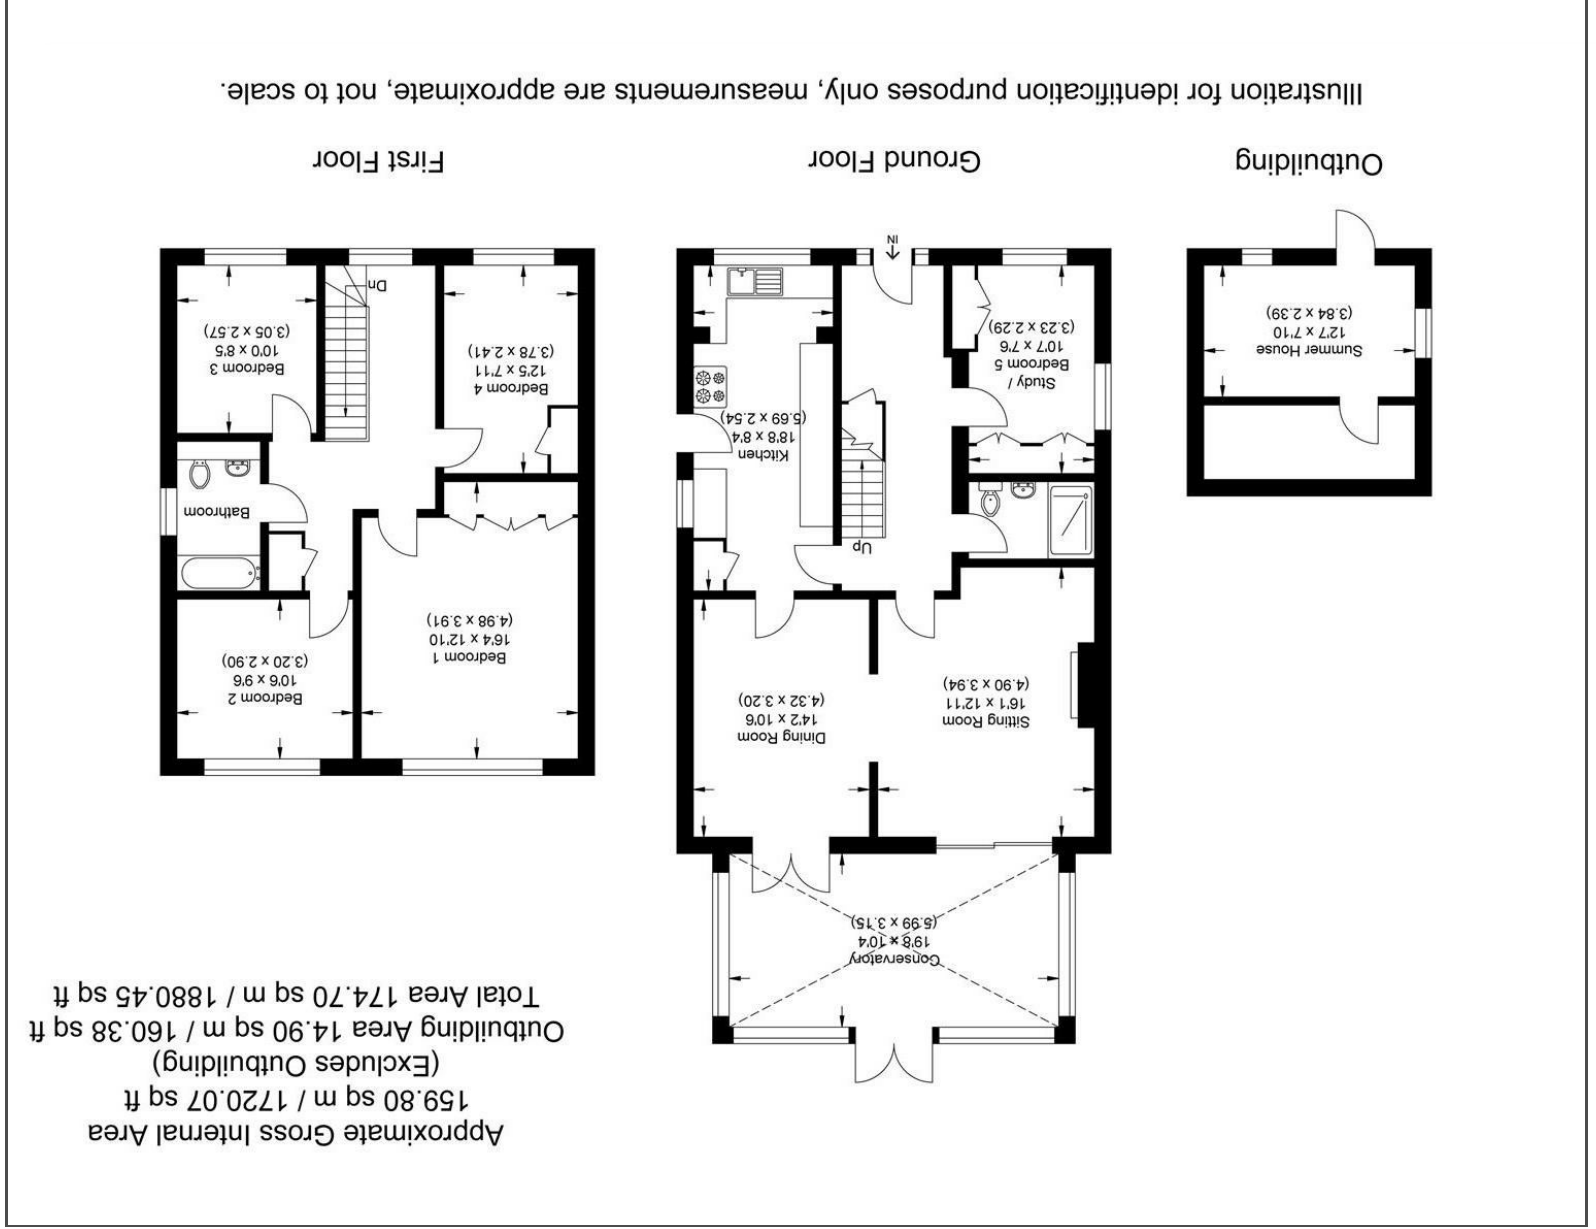 Approximate Gross Internal Area
159.80 sq m / 1720.07 sq ft
(Excludes Outbuilding)
Outbuilding Area 14.90 sq m / 160.38 sq ft
Total Area 174.70 sq m / 1880.45 sq ft
Conservatory
19'8 x 10'4
(5.99 x 3.15)
Sitting Room
16'1 x 12'11
(4.90 x 3.94)
Dining Room
14'2 x 10'6
(4.32 x 3.20)
Up
Kitchen
18'8 x 8'4
(5.69 x 2.54)
Study /
Bedroom 5
10'7 x 7'6
(3.23 x 2.29)
IN
Bedroom 2
10'6 x 9'6
(3.20 x 2.90)
Bedroom 1
16'4 x 12'10
(4.98 x 3.91)
Bathroom
Bedroom 4
12'5 x 7'11
(3.78 x 2.41)
Bedroom 3
10'0 x 8'5
(3.05 x 2.57)
Dn
Summer House
12'7 x 7'10
(3.84 x 2.39)
Outbuilding
Ground Floor
First Floor
Illustration for identification purposes only, measurements are approximate, not to scale.